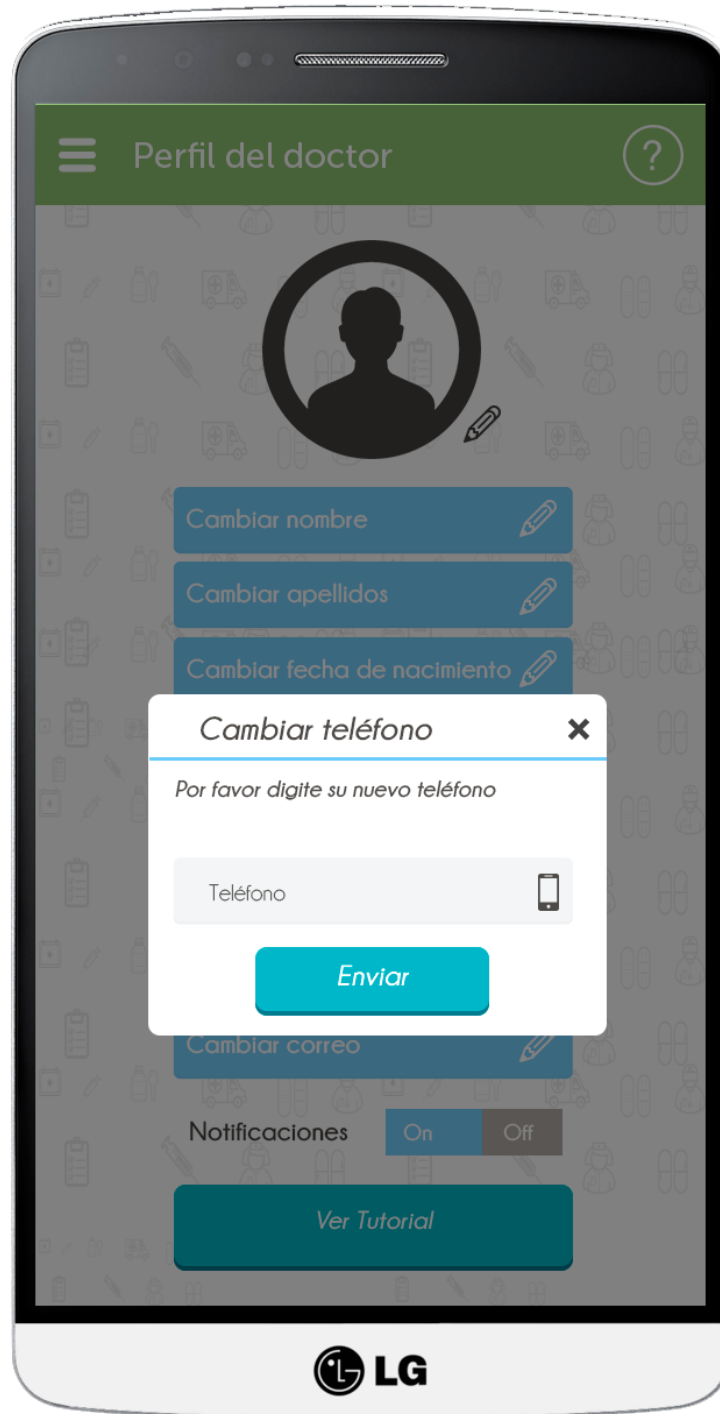 Perfil del doctor
?
Cambiar nombre
Cambiar apellidos
Cambiar fecha de nacimiento
Cambiar teléfono
Por favor digite su nuevo teléfono
Teléfono
Enviar
Cambiar correo
Notificaciones On Off
Ver Tutorial
LG